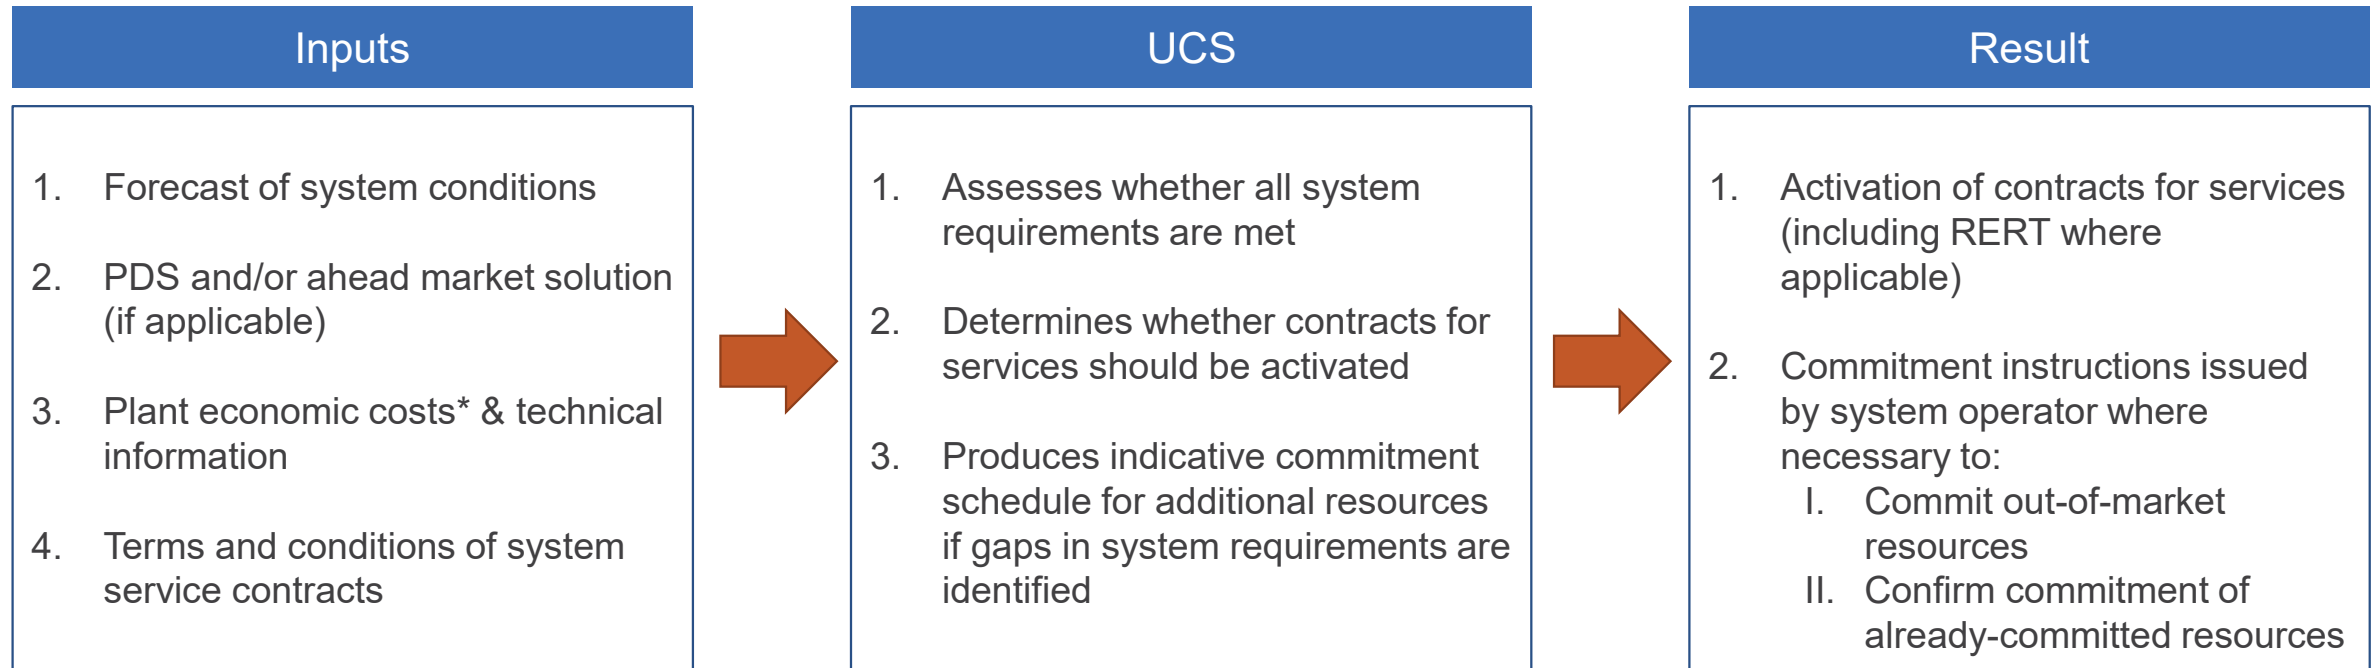 Inputs
1. Forecast of system conditions
2. PDS and/or ahead market solution
(if applicable)
3. Plant economic costs* & technical
information
4. Terms and conditions of system
service contracts
UCS
1. Assesses whether all system
requirements are met
2. Determines whether contracts for
services should be activated
3. Produces indicative commitment
schedule for additional resources
if gaps in system requirements are
identified
Result
1. Activation of contracts for services
(including RERT where
applicable)
2. Commitment instructions issued
by system operator where
necessary to:
I. Commit out-of-market
resources
II. Confirm commitment of
already-committed resources